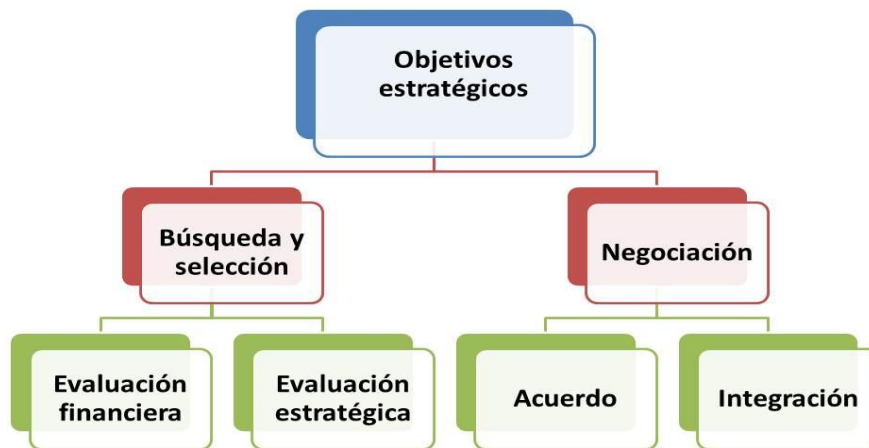 Objetivos
estratégicos
Búsqueda y
selección
Negociación
Evaluación
financiera
Evaluación
estratégica
Acuerdo
Integración